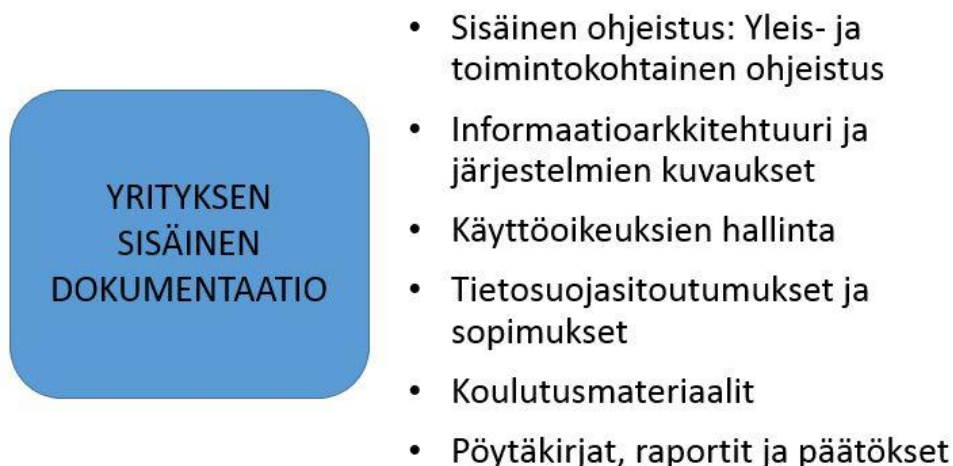 YRITYKSEN
SISÄINEN
DOKUMENTAATIO
• Sisäinen ohjeistus: Yleis- ja
toimintokohtainen ohjeistus
• Informaatioarkkitehtuuri ja
järjestelmien kuvaukset
• Käyttöoikeuksien hallinta
• Tietosuojasitoutumukset ja
sopimukset
• Koulutusmateriaalit
• Pöytäkirjat, raportit ja päätökset